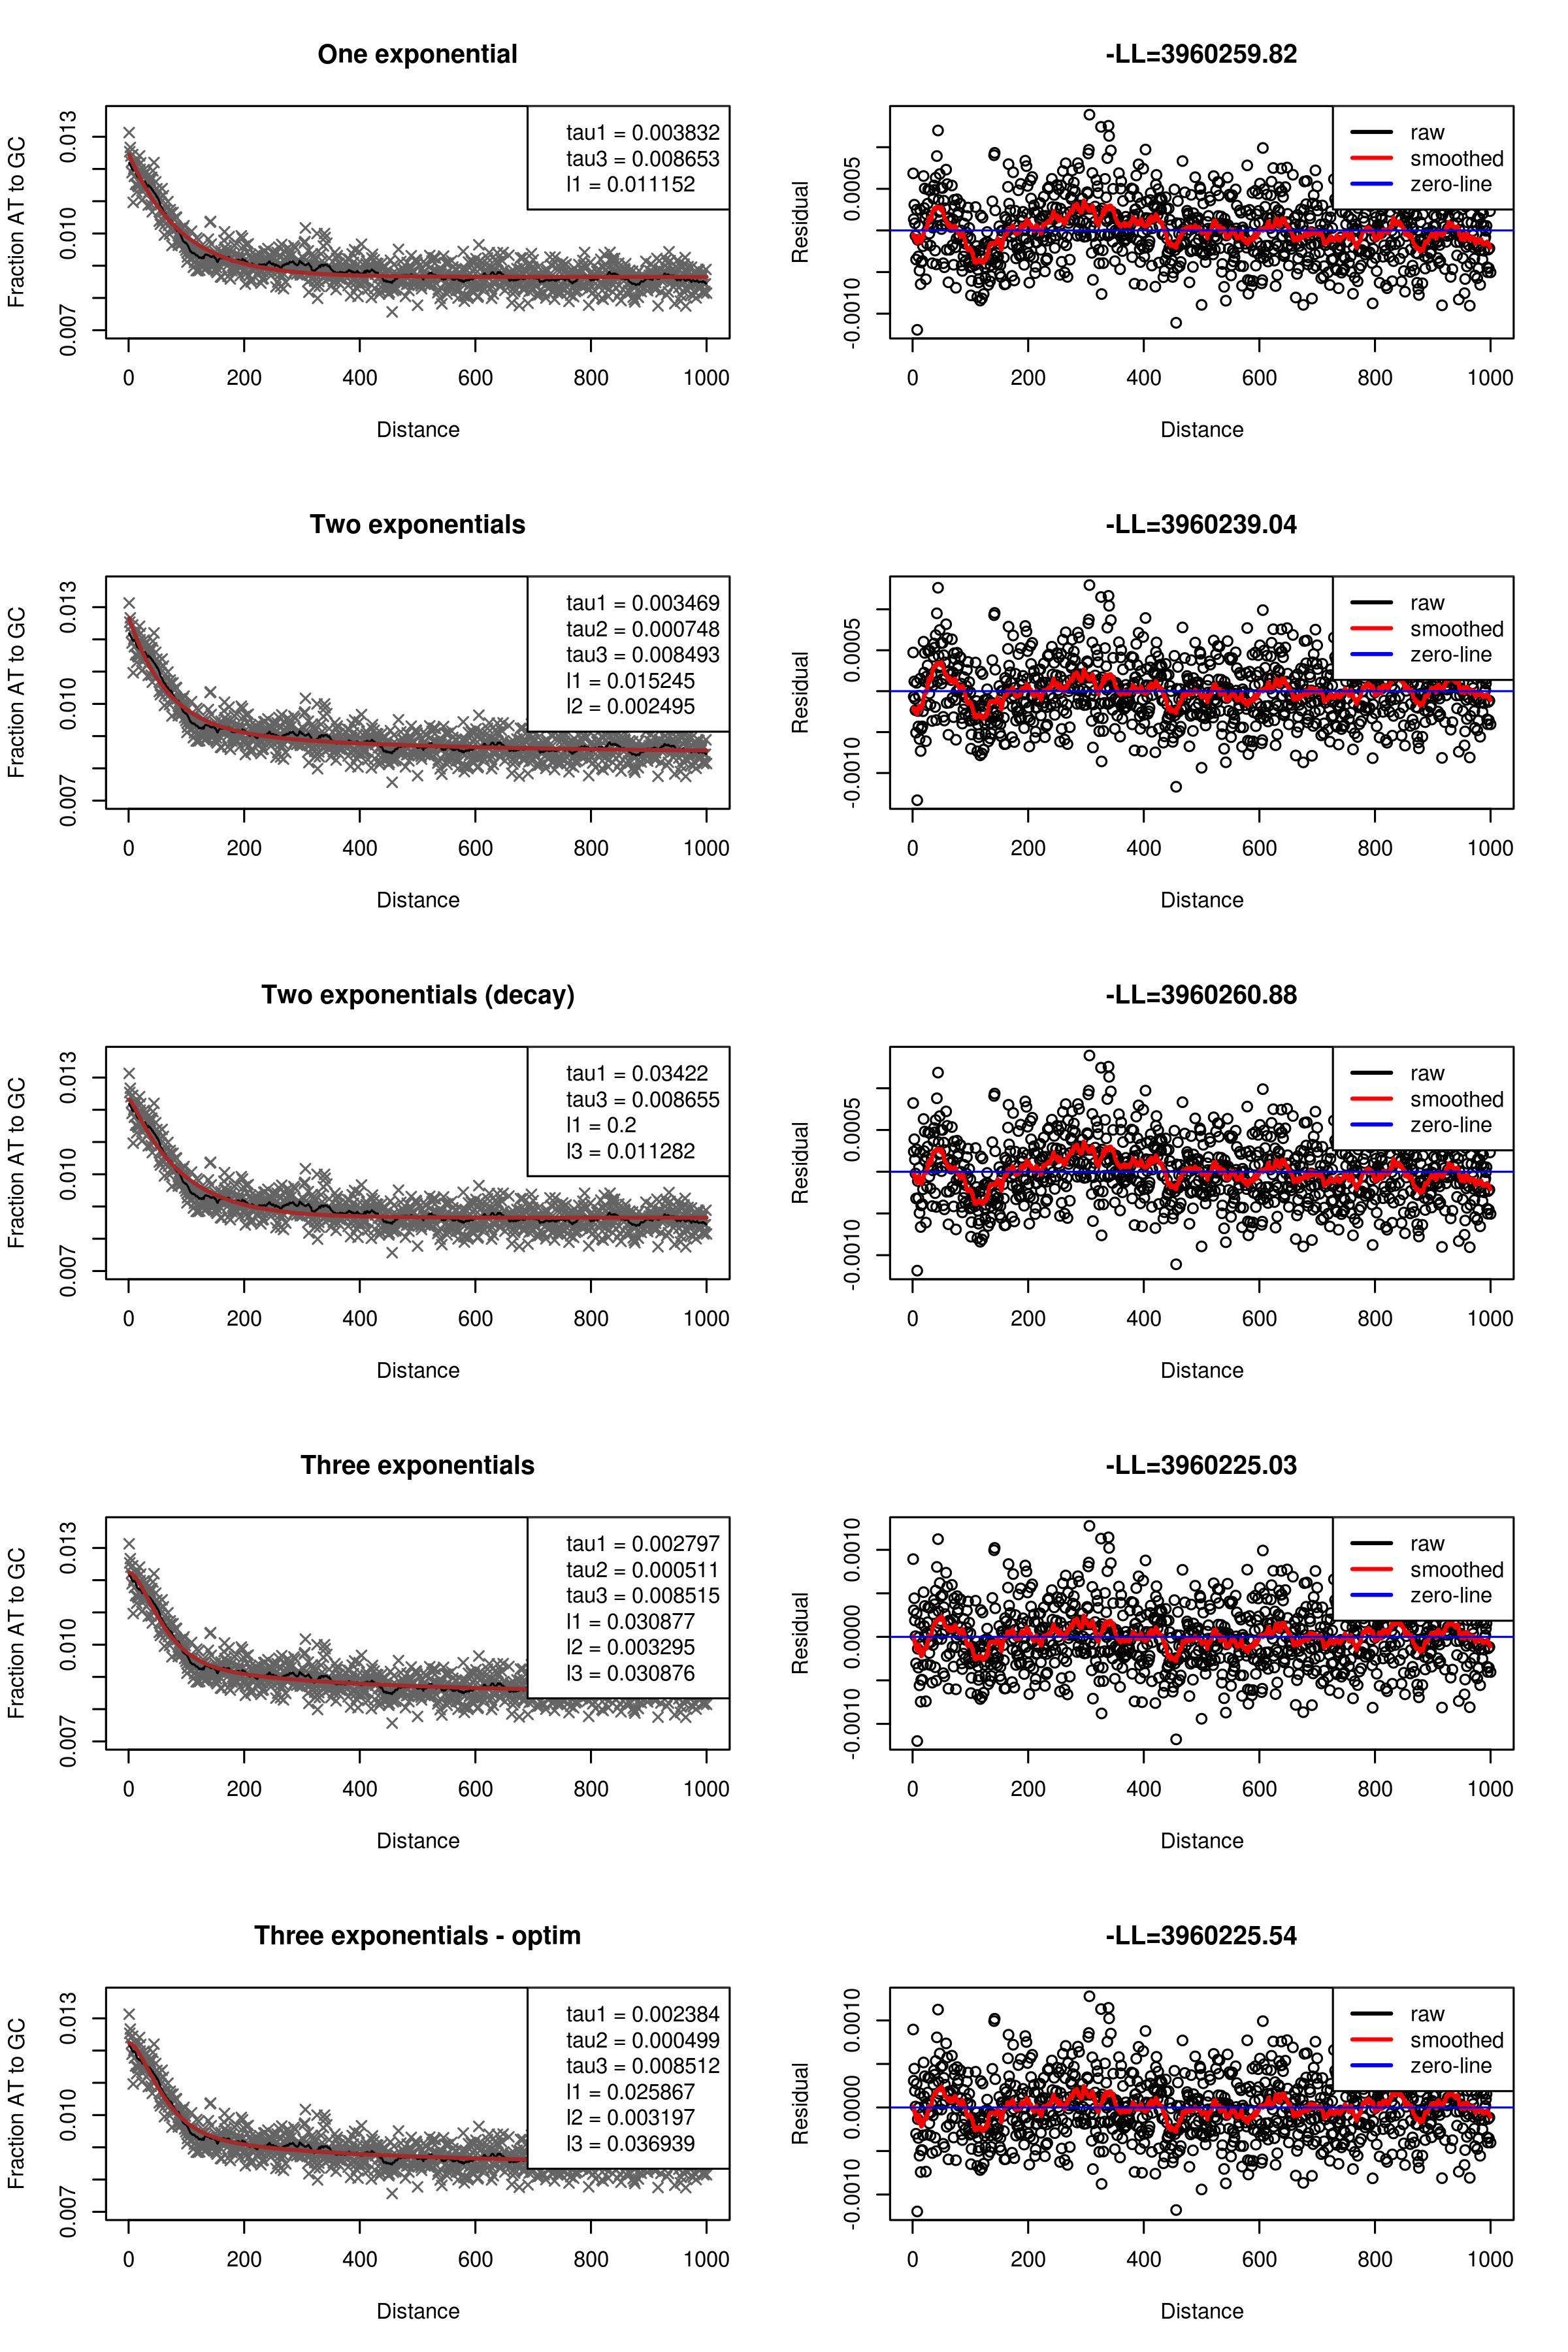 One exponential
Fraction AT to GC
0.013
0.010
0.007
tau1 = 0.003832
tau3 = 0.008653
l1 = 0.011152
0 200 400 600 800 1000
Distance
-LL=3960259.82
Residual
0.0005
-0.0010
raw
smoothed
zero-line
0 200 400 600 800 1000
Distance
Two exponentials
Fraction AT to GC
0.013
0.010
0.007
tau1 = 0.003469
tau2 = 0.000748
tau3 = 0.008493
l1 = 0.015245
l2 = 0.002495
0 200 400 600 800 1000
Distance
-LL=3960239.04
Residual
0.0005
-0.0010
raw
smoothed
zero-line
0 200 400 600 800 1000
Distance
Two exponentials (decay)
Fraction AT to GC
0.013
0.010
0.007
tau1 = 0.03422
tau3 = 0.008655
l1 = 0.2
l3 = 0.011282
0 200 400 600 800 1000
Distance
-LL=3960260.88
Residual
0.0005
-0.0010
raw
smoothed
zero-line
0 200 400 600 800 1000
Distance
Three exponentials
Fraction AT to GC
0.013
0.010
0.007
tau1 = 0.002797
tau2 = 0.000511
tau3 = 0.008515
l1 = 0.030877
l2 = 0.003295
l3 = 0.030876
0 200 400 600 800 1000
Distance
-LL=3960225.03
Residual
0.0010
0.0000
-0.0010
raw
smoothed
zero-line
0 200 400 600 800 1000
Distance
Three exponentials - optim
Fraction AT to GC
0.013
0.010
0.007
tau1 = 0.002384
tau2 = 0.000499
tau3 = 0.008512
l1 = 0.025867
l2 = 0.003197
l3 = 0.036939
0 200 400 600 800 1000
Distance
-LL=3960225.54
Residual
0.0010
0.0000
-0.0010
raw
smoothed
zero-line
0 200 400 600 800 1000
Distance